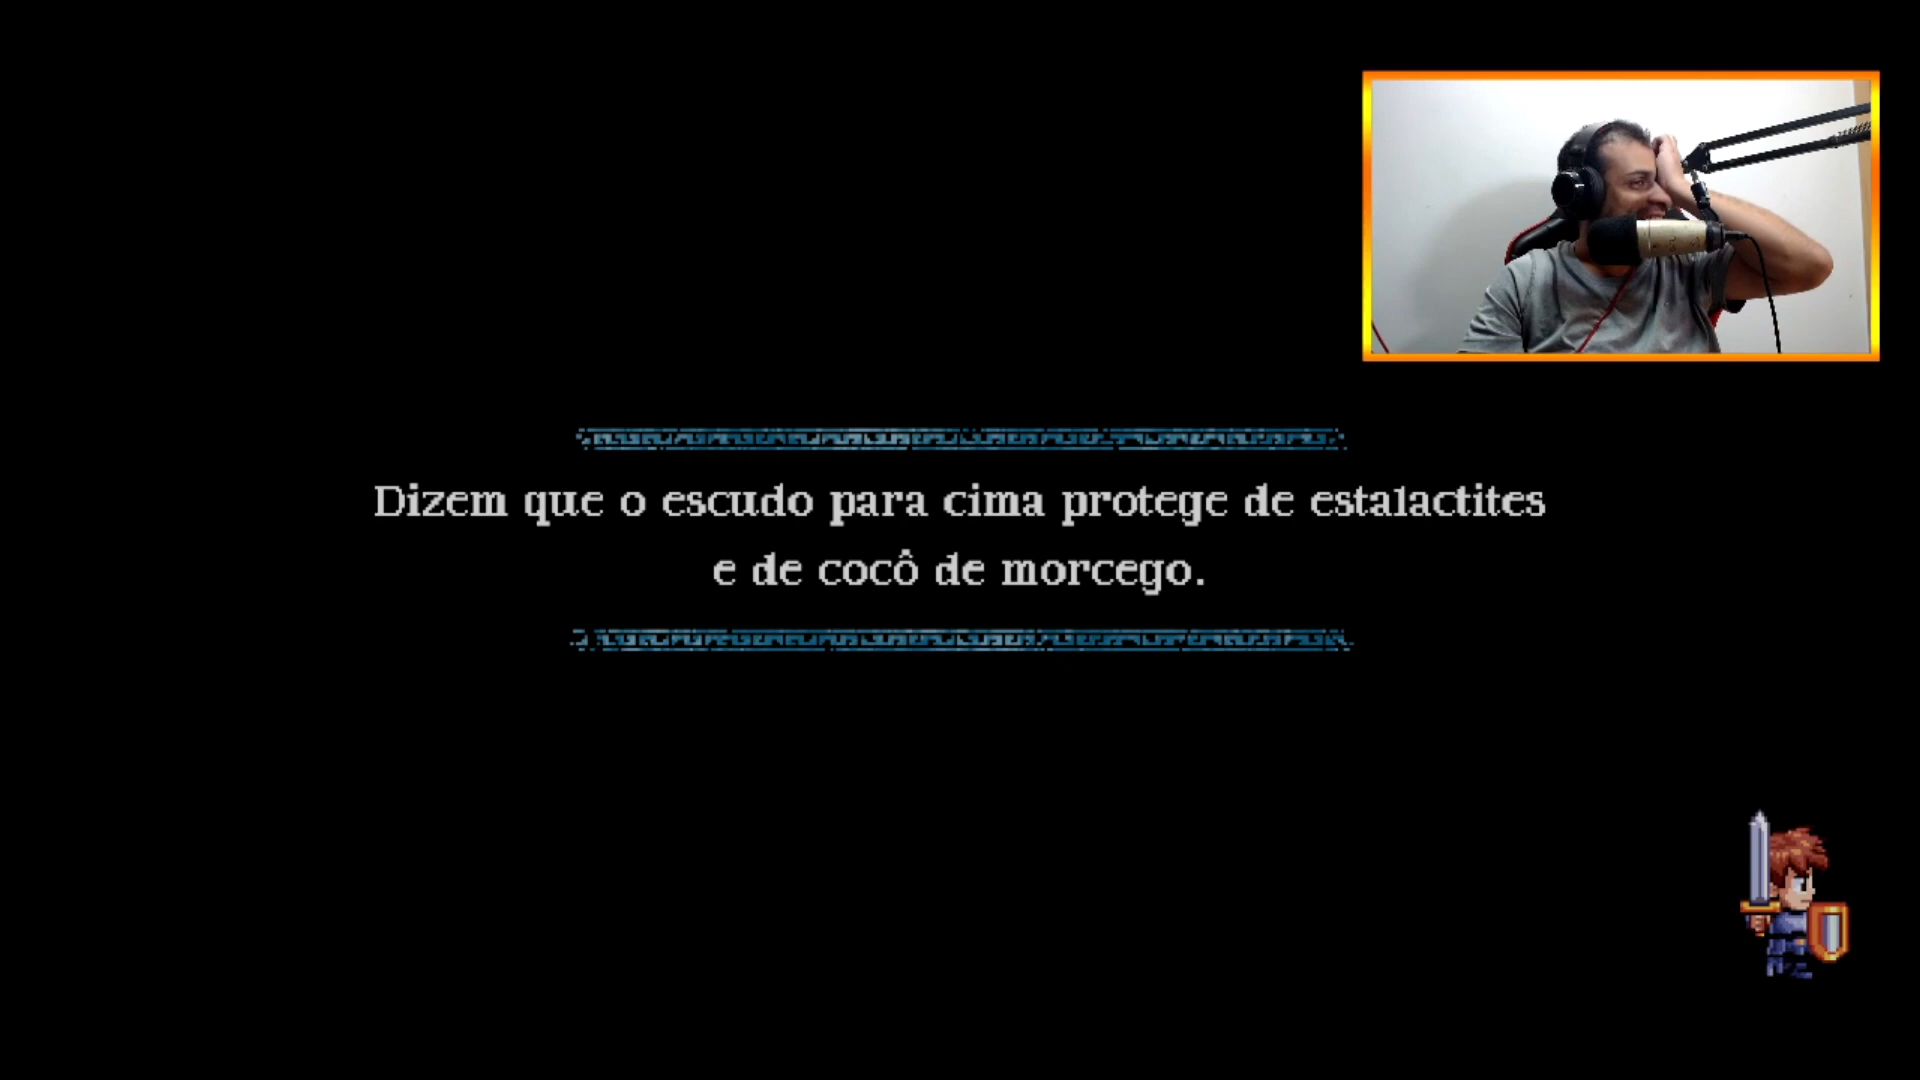 Dizem que o escudo para cima protege de estalactites
e de cocô de morcego.